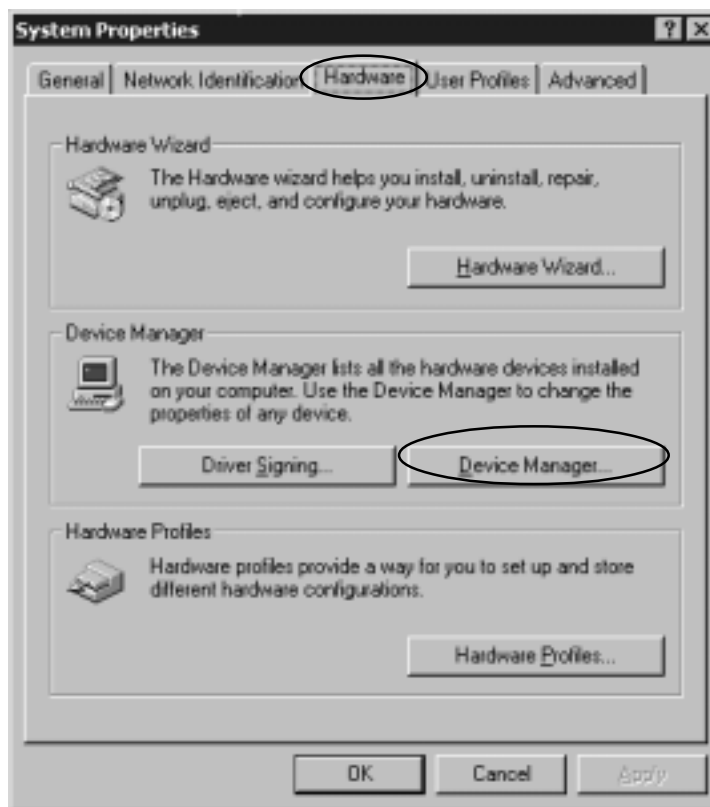 System Properties
General Network Identification Hardware User Profiles Advanced
Hardware Wizard
The Hardware wizard helps you install, uninstall, repair,
unplug, eject, and configure your hardware.
Hardware Wizard...
Device Manager
The Device Manager lists all the hardware devices installed
on your computer. Use the Device Manager to change the
properties of any device.
Driver Signing... Device Manager...
Hardware Profiles
Hardware profiles provide a way for you to set up and store
different hardware configurations.
Hardware Profiles...
OK Cancel Apply